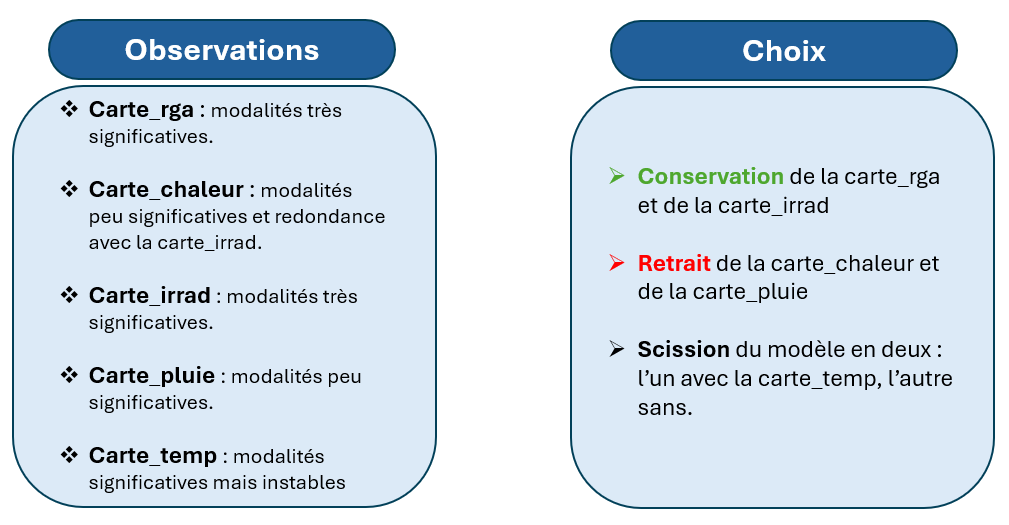 Observations
❖ Carte_rga : modalités très
significatives.
❖ Carte_chaleur : modalités
peu significatives et redondance
avec la carte_irrad.
❖ Carte_irrad : modalités très
significatives.
❖ Carte_pluie : modalités peu
significatives.
❖ Carte_temp : modalités
significatives mais instables
Choix
➢ Conservation de la carte_rga
et de la carte_irrad
➢ Retrait de la carte_chaleur et
de la carte_pluie
➢ Scission du modèle en deux :
l’un avec la carte_temp, l’autre
sans.